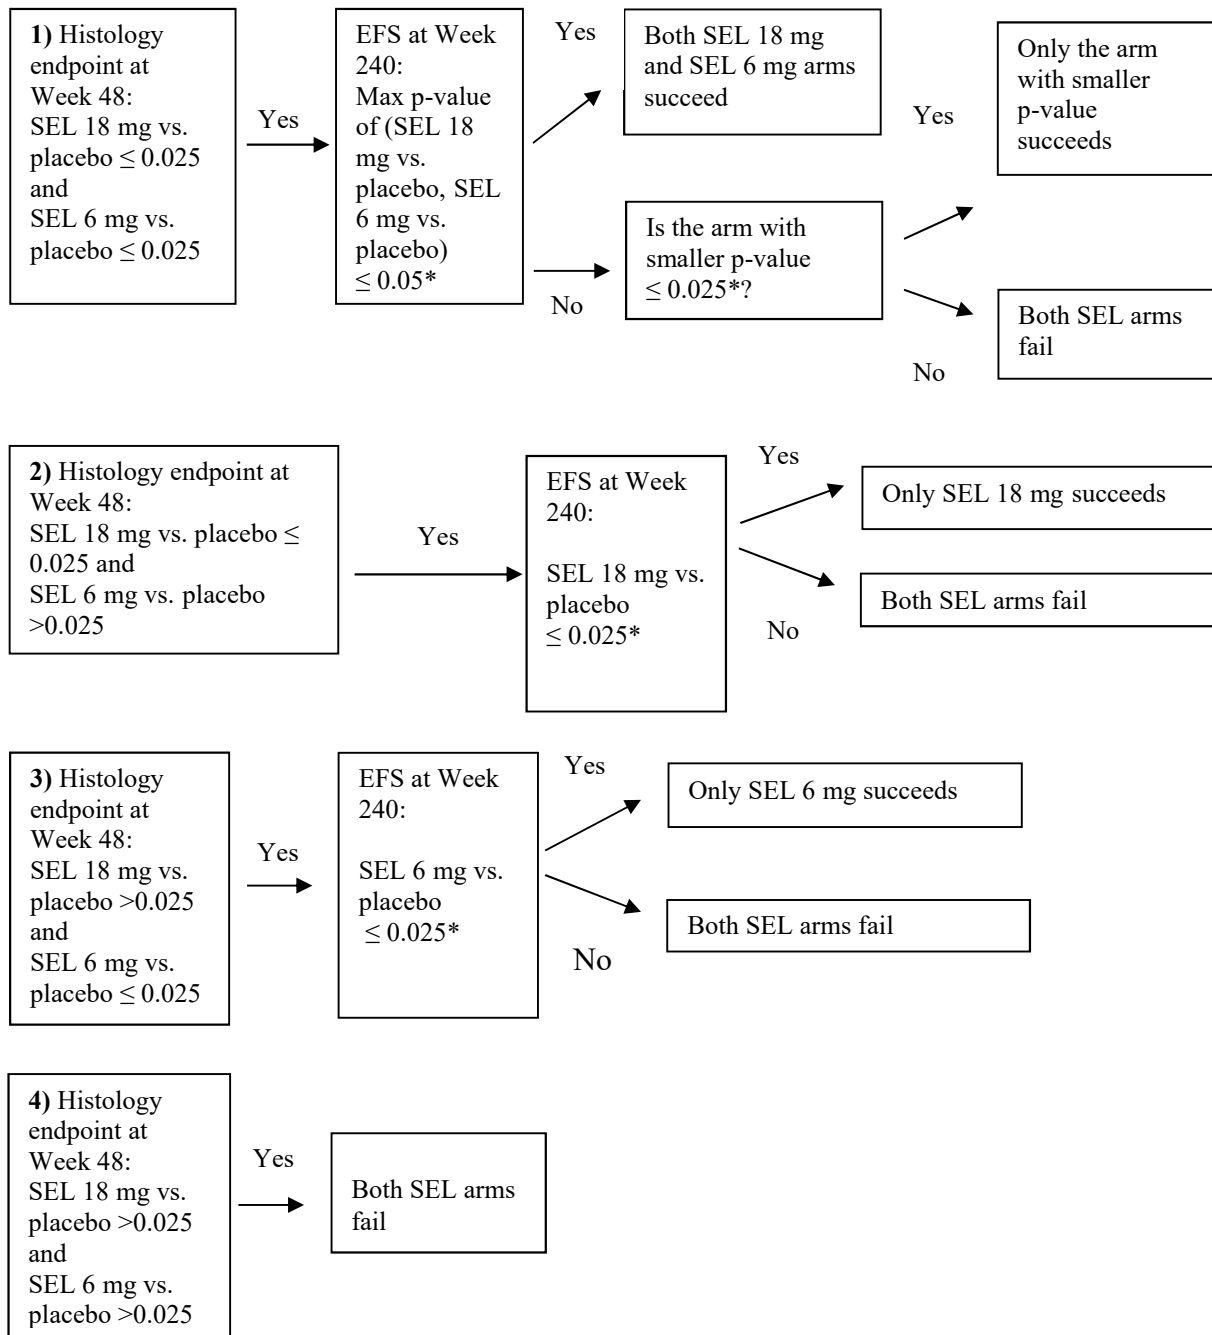 1) Histology
endpoint at
Week 48:
SEL 18 mg vs.
placebo ≤ 0.025
and
SEL 6 mg vs.
placebo ≤ 0.025
Yes
EFS at Week
240:
Max p-value
of (SEL 18
mg vs.
placebo, SEL
6 mg vs.
placebo)
≤ 0.05*
Yes
Both SEL 18 mg
and SEL 6 mg arms
succeed
No
Is the arm with
smaller p-value
≤ 0.025*?
Yes
Only the arm
with smaller
p-value
succeeds
No
Both SEL arms
fail
2) Histology endpoint at
Week 48:
SEL 18 mg vs. placebo ≤
0.025 and
SEL 6 mg vs. placebo
>0.025
Yes
EFS at Week
240:
SEL 18 mg vs.
placebo
≤ 0.025*
Yes
Only SEL 18 mg succeeds
No
Both SEL arms fail
3) Histology
endpoint at
Week 48:
SEL 18 mg vs.
placebo >0.025
and
SEL 6 mg vs.
placebo ≤ 0.025
Yes
EFS at Week
240:
SEL 6 mg vs.
placebo
≤ 0.025*
Yes
Only SEL 6 mg succeeds
No
Both SEL arms fail
4) Histology
endpoint at
Week 48:
SEL 18 mg vs.
placebo >0.025
and
SEL 6 mg vs.
placebo >0.025
Yes
Both SEL arms
fail